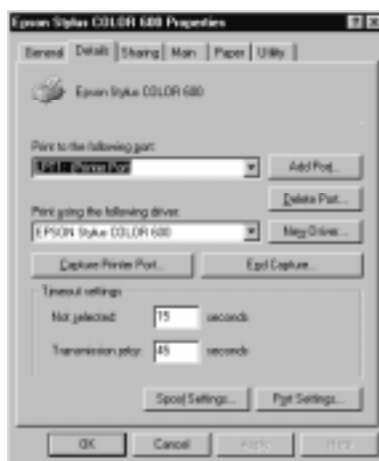 Epson Stylus COLOR 600 Properties
General Details Sharing Main Paper Utility
Epson Stylus COLOR 600
Print to the following port:
LPT1: (Printer Port) Add Port...
Delete Port...
Print using the following driver:
EPSON Stylus COLOR 600 New Driver...
Capture Printer Port... End Capture...
Timeout settings
Not selected: 15 seconds
Transmission retry: 45 seconds
Spool Settings... Port Settings...
OK Cancel Apply Help